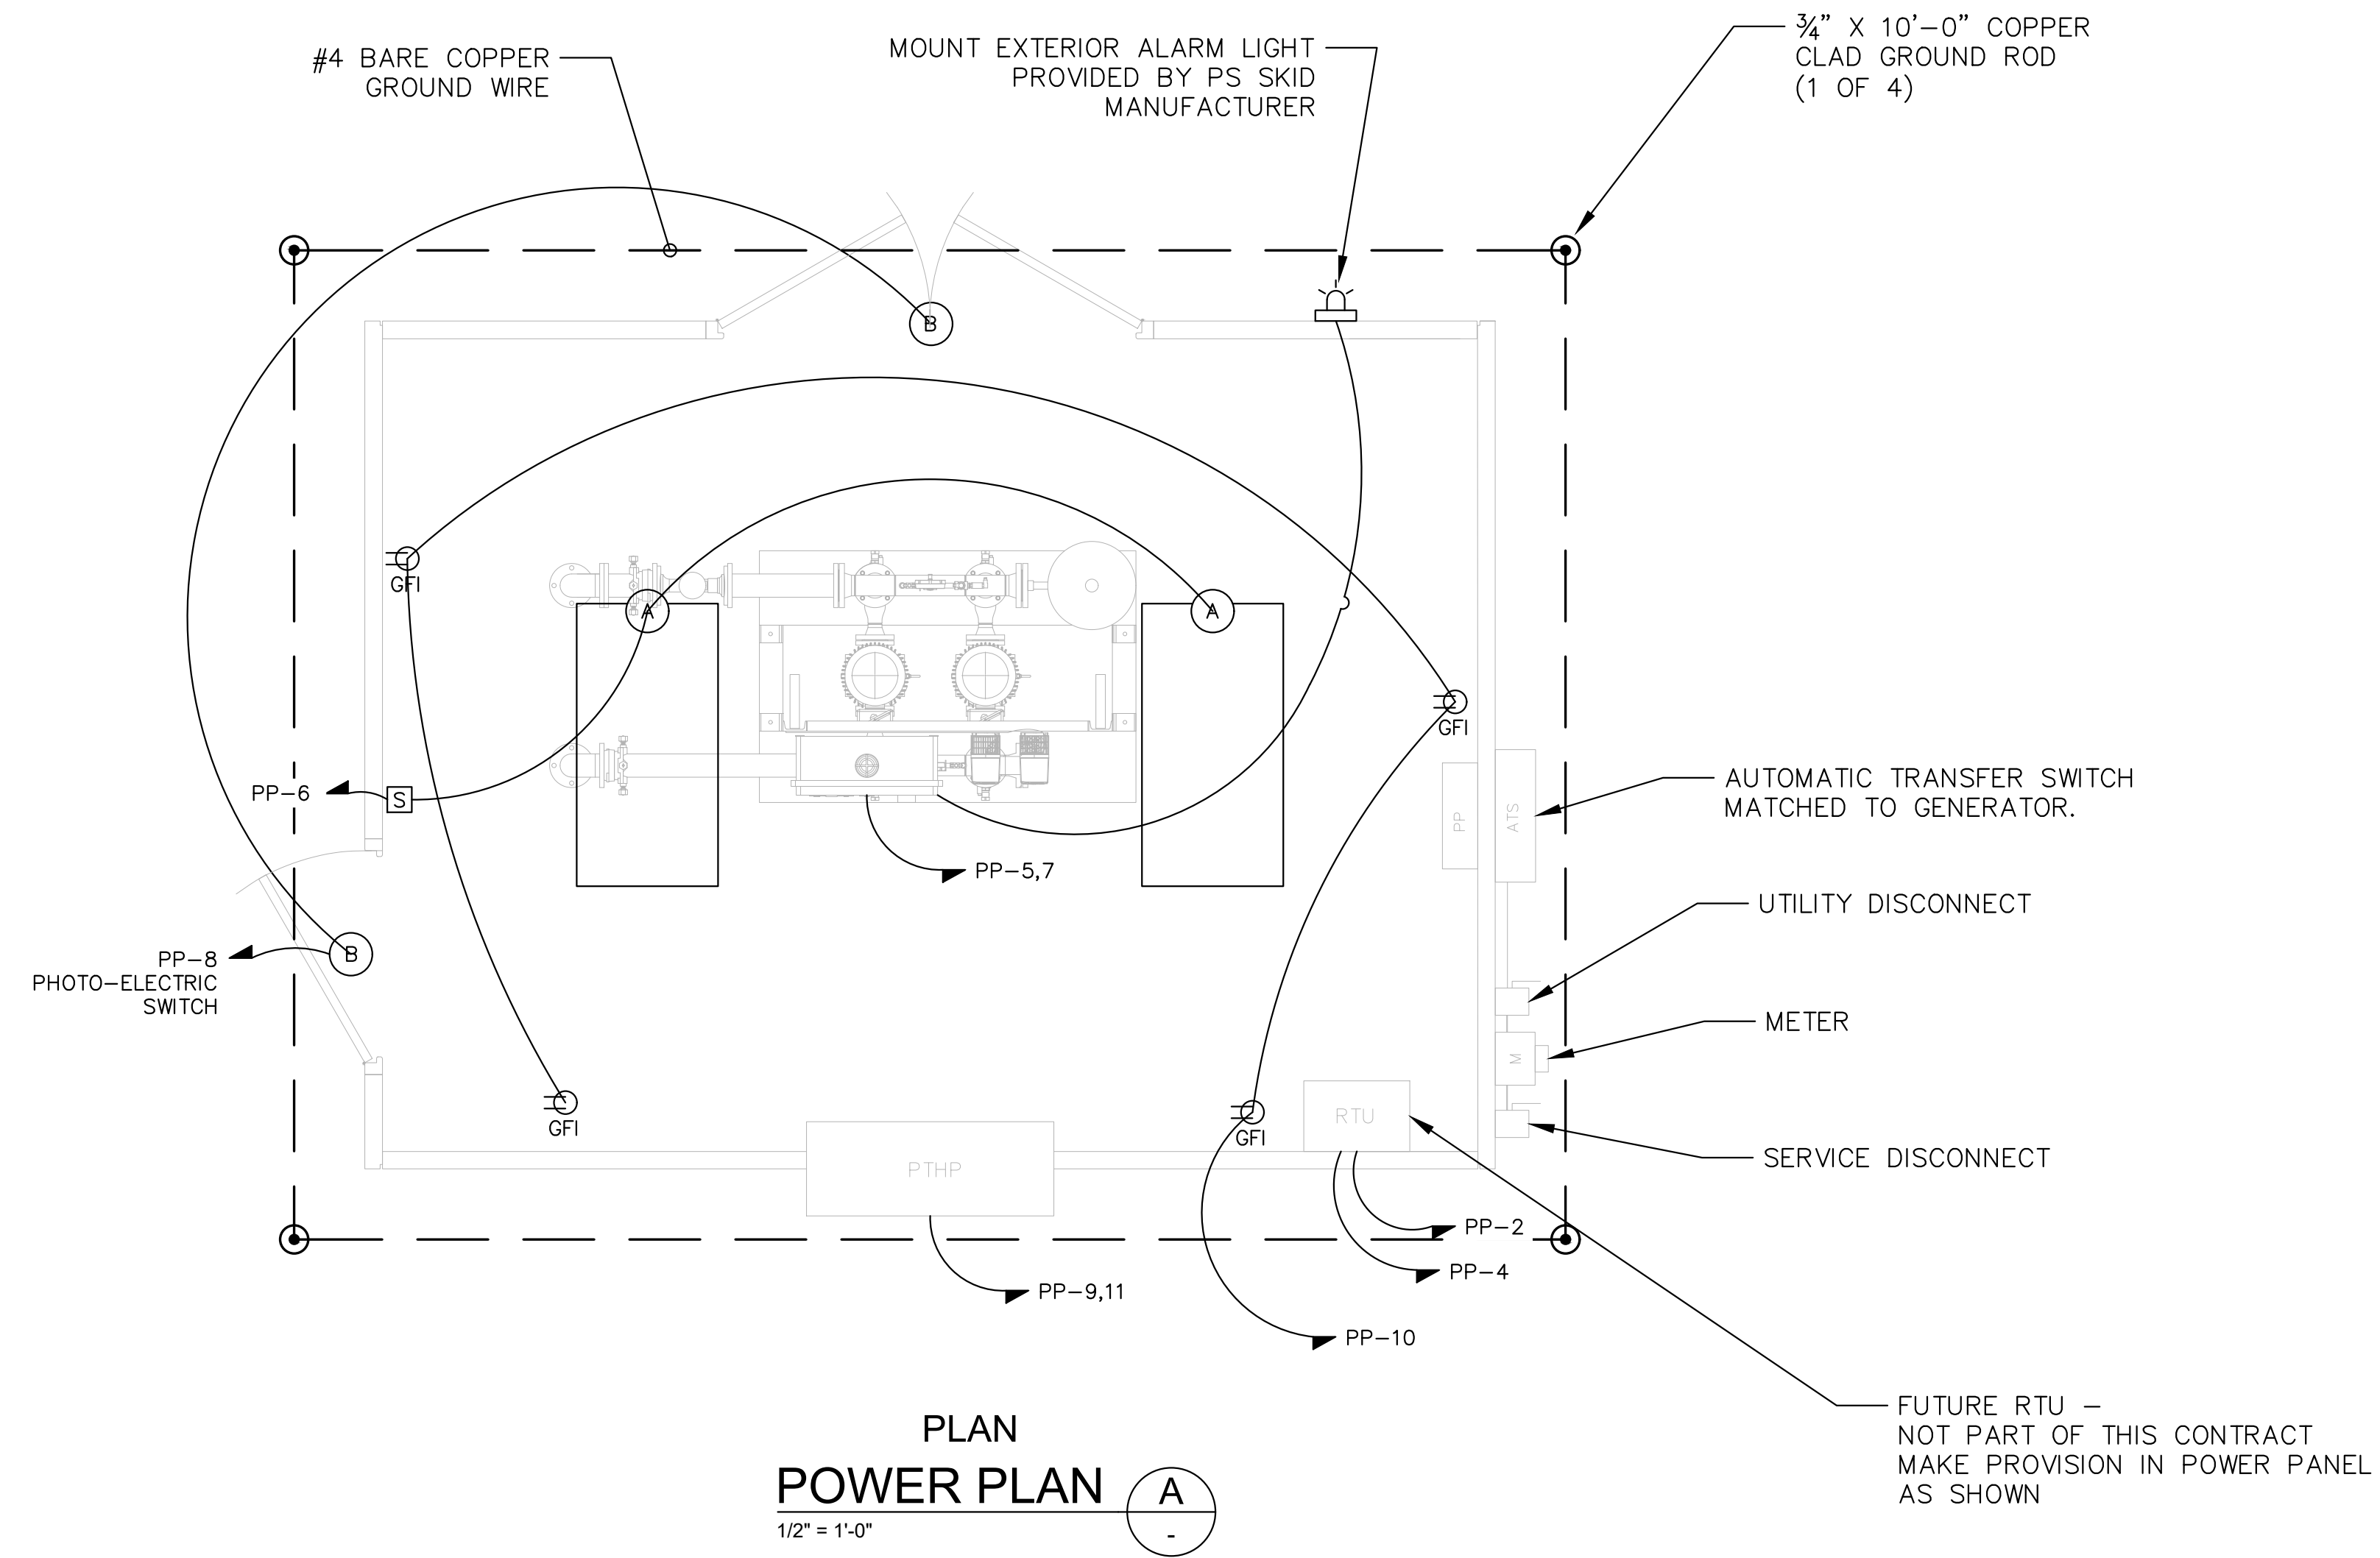 #4 BARE COPPER
GROUND WIRE
MOUNT EXTERIOR ALARM LIGHT
PROVIDED BY PS SKID
MANUFACTURER
¾” X 10’-0” COPPER
CLAD GROUND ROD
(1 OF 4)
B
GFI
A
A
GFI
PP-6
S
PP
ATS
AUTOMATIC TRANSFER SWITCH
MATCHED TO GENERATOR.
PP-5,7
UTILITY DISCONNECT
B
PP-8
PHOTO-ELECTRIC
SWITCH
METER
M
GFI
GFI
RTU
PTHP
SERVICE DISCONNECT
PP-2
PP-4
PP-9,11
PP-10
FUTURE RTU -
NOT PART OF THIS CONTRACT
MAKE PROVISION IN POWER PANEL
AS SHOWN
PLAN
POWER PLAN
A
1/2" = 1'-0"
-